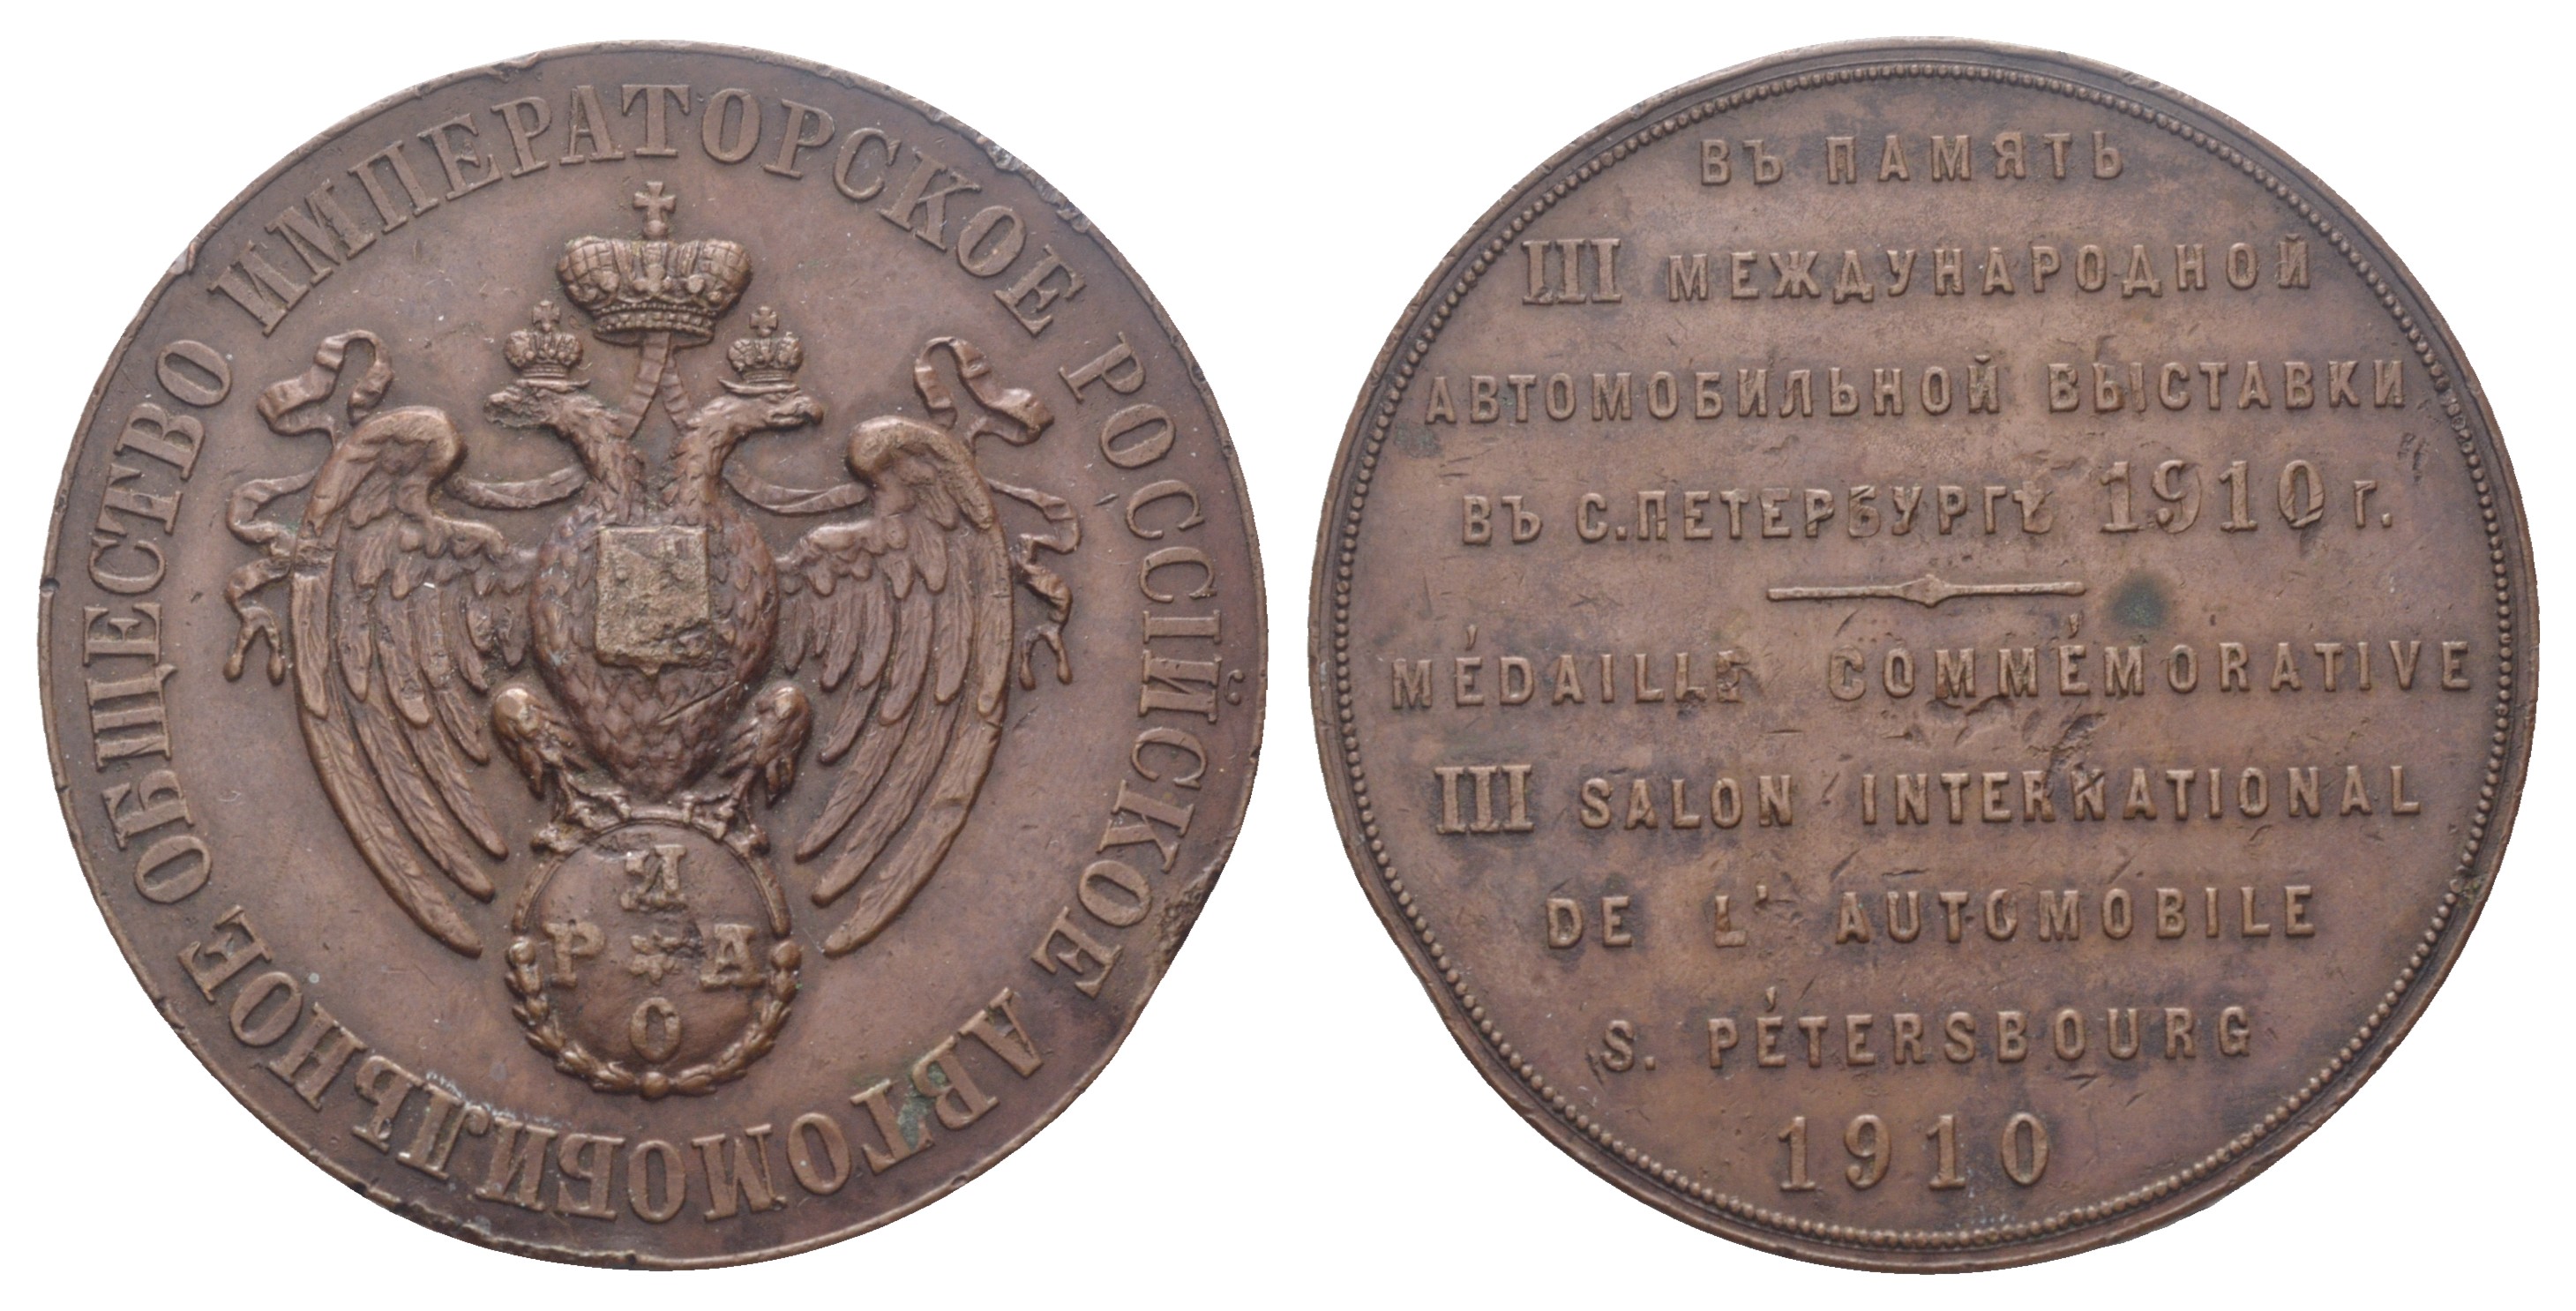 ИМПЕРАТОРСКОЕ РОССІЙСКОЕ АВТОМОБИЛЬНОЕ ОБЩЕСТВО
И
Р А
О
С
ВЪ ПАМЯТЬ
III МЕЖДУНАРОДНОЙ
АВТОМОБИЛЬНОЙ ВЫСТАВКИ
ВЪ С.ПЕТЕРБУРГѢ 1910 г.
MÉDAILLE COMMÉMORATIVE
III SALON INTERNATIONAL
DE L' AUTOMOBILE
S. PÉTERSBOURG
1910